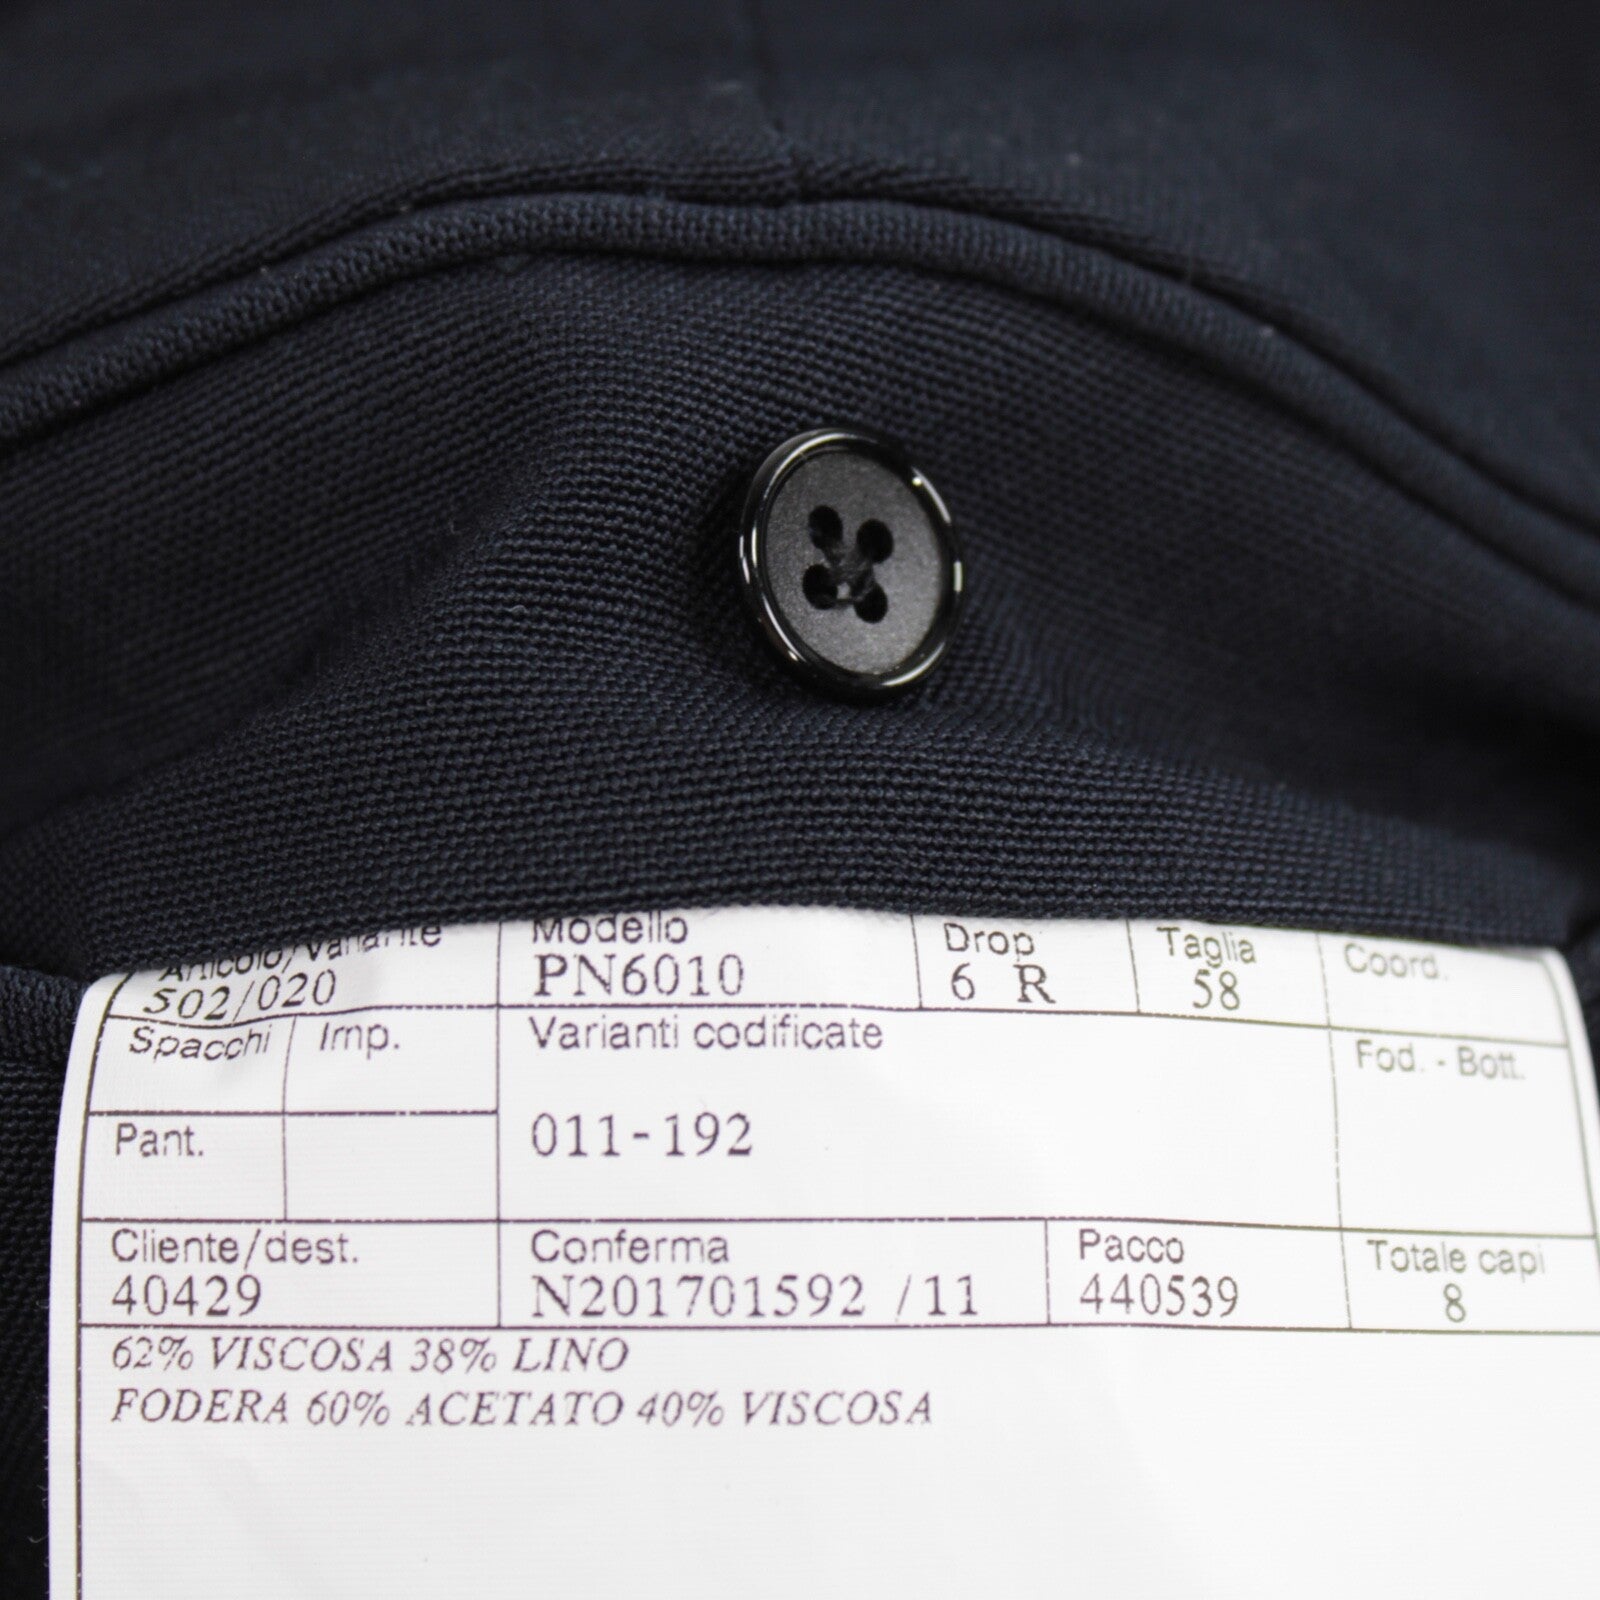 Articolo/Variante Modello Drop Taglia Coord.
502/020 PN6010 6 R 58
Spacchi Imp. Varianti codificate Fod. - Bott.
Pant. 011-192
Cliente/dest. Conferma Pacco Totale capi
40429 N201701592 /11 440539 8
62% VISCOSA 38% LINO
FODERA 60% ACETATO 40% VISCOSA